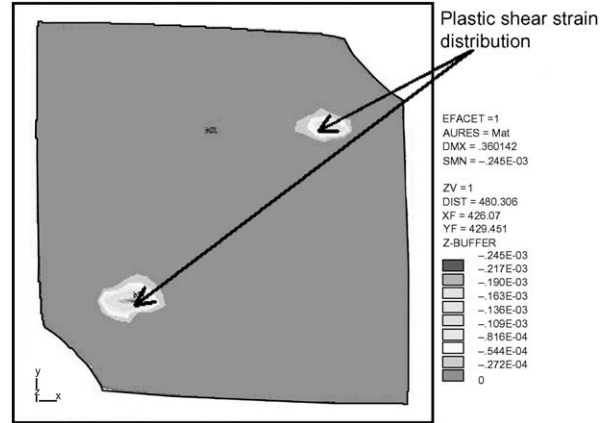 Plastic shear strain
distribution
EFACET =1
AURES = Mat
DMX = .360142
SMN = –.245E-03
ZV =1
DIST = 480.306
XF = 426.07
YF = 429.451
Z-BUFFER
–.245E-03
–.217E-03
–.190E-03
–.163E-03
–.136E-03
–.109E-03
–.816E-04
–.544E-04
–.272E-04
0
y
z x